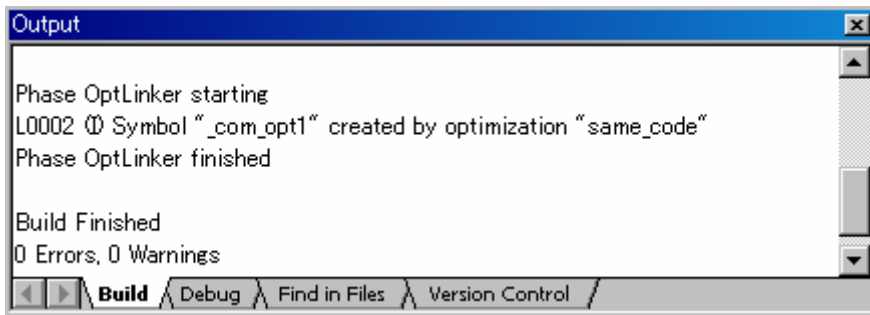 Output
Phase OptLinker starting
L0002 (I) Symbol "_com_opt1" created by optimization "same_code"
Phase OptLinker finished
Build Finished
0 Errors, 0 Warnings
Build Debug Find in Files Version Control